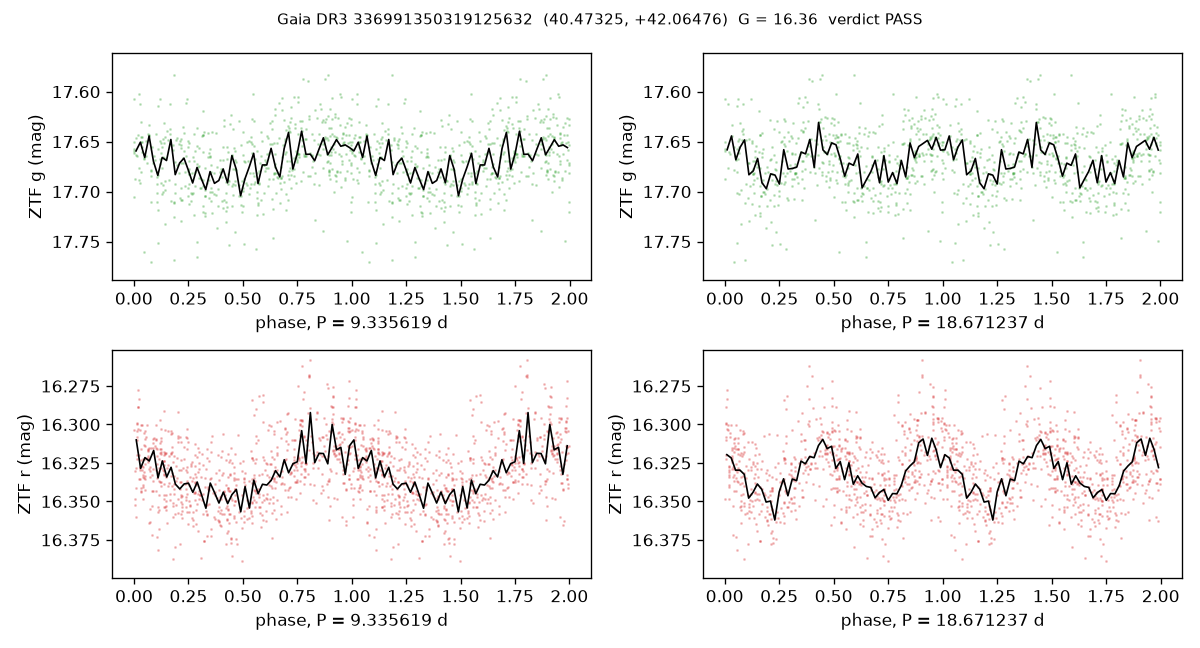 Gaia DR3 336991350319125632 (40.47325, +42.06476) G = 16.36 verdict PASS
ZTF g (mag)
17.60
17.65
17.70
17.75
0.00 0.25 0.50 0.75 1.00 1.25 1.50 1.75 2.00
phase, P = 9.335619 d
ZTF g (mag)
17.60
17.65
17.70
17.75
0.00 0.25 0.50 0.75 1.00 1.25 1.50 1.75 2.00
phase, P = 18.671237 d
ZTF r (mag)
16.275
16.300
16.325
16.350
16.375
0.00 0.25 0.50 0.75 1.00 1.25 1.50 1.75 2.00
phase, P = 9.335619 d
ZTF r (mag)
16.275
16.300
16.325
16.350
16.375
0.00 0.25 0.50 0.75 1.00 1.25 1.50 1.75 2.00
phase, P = 18.671237 d